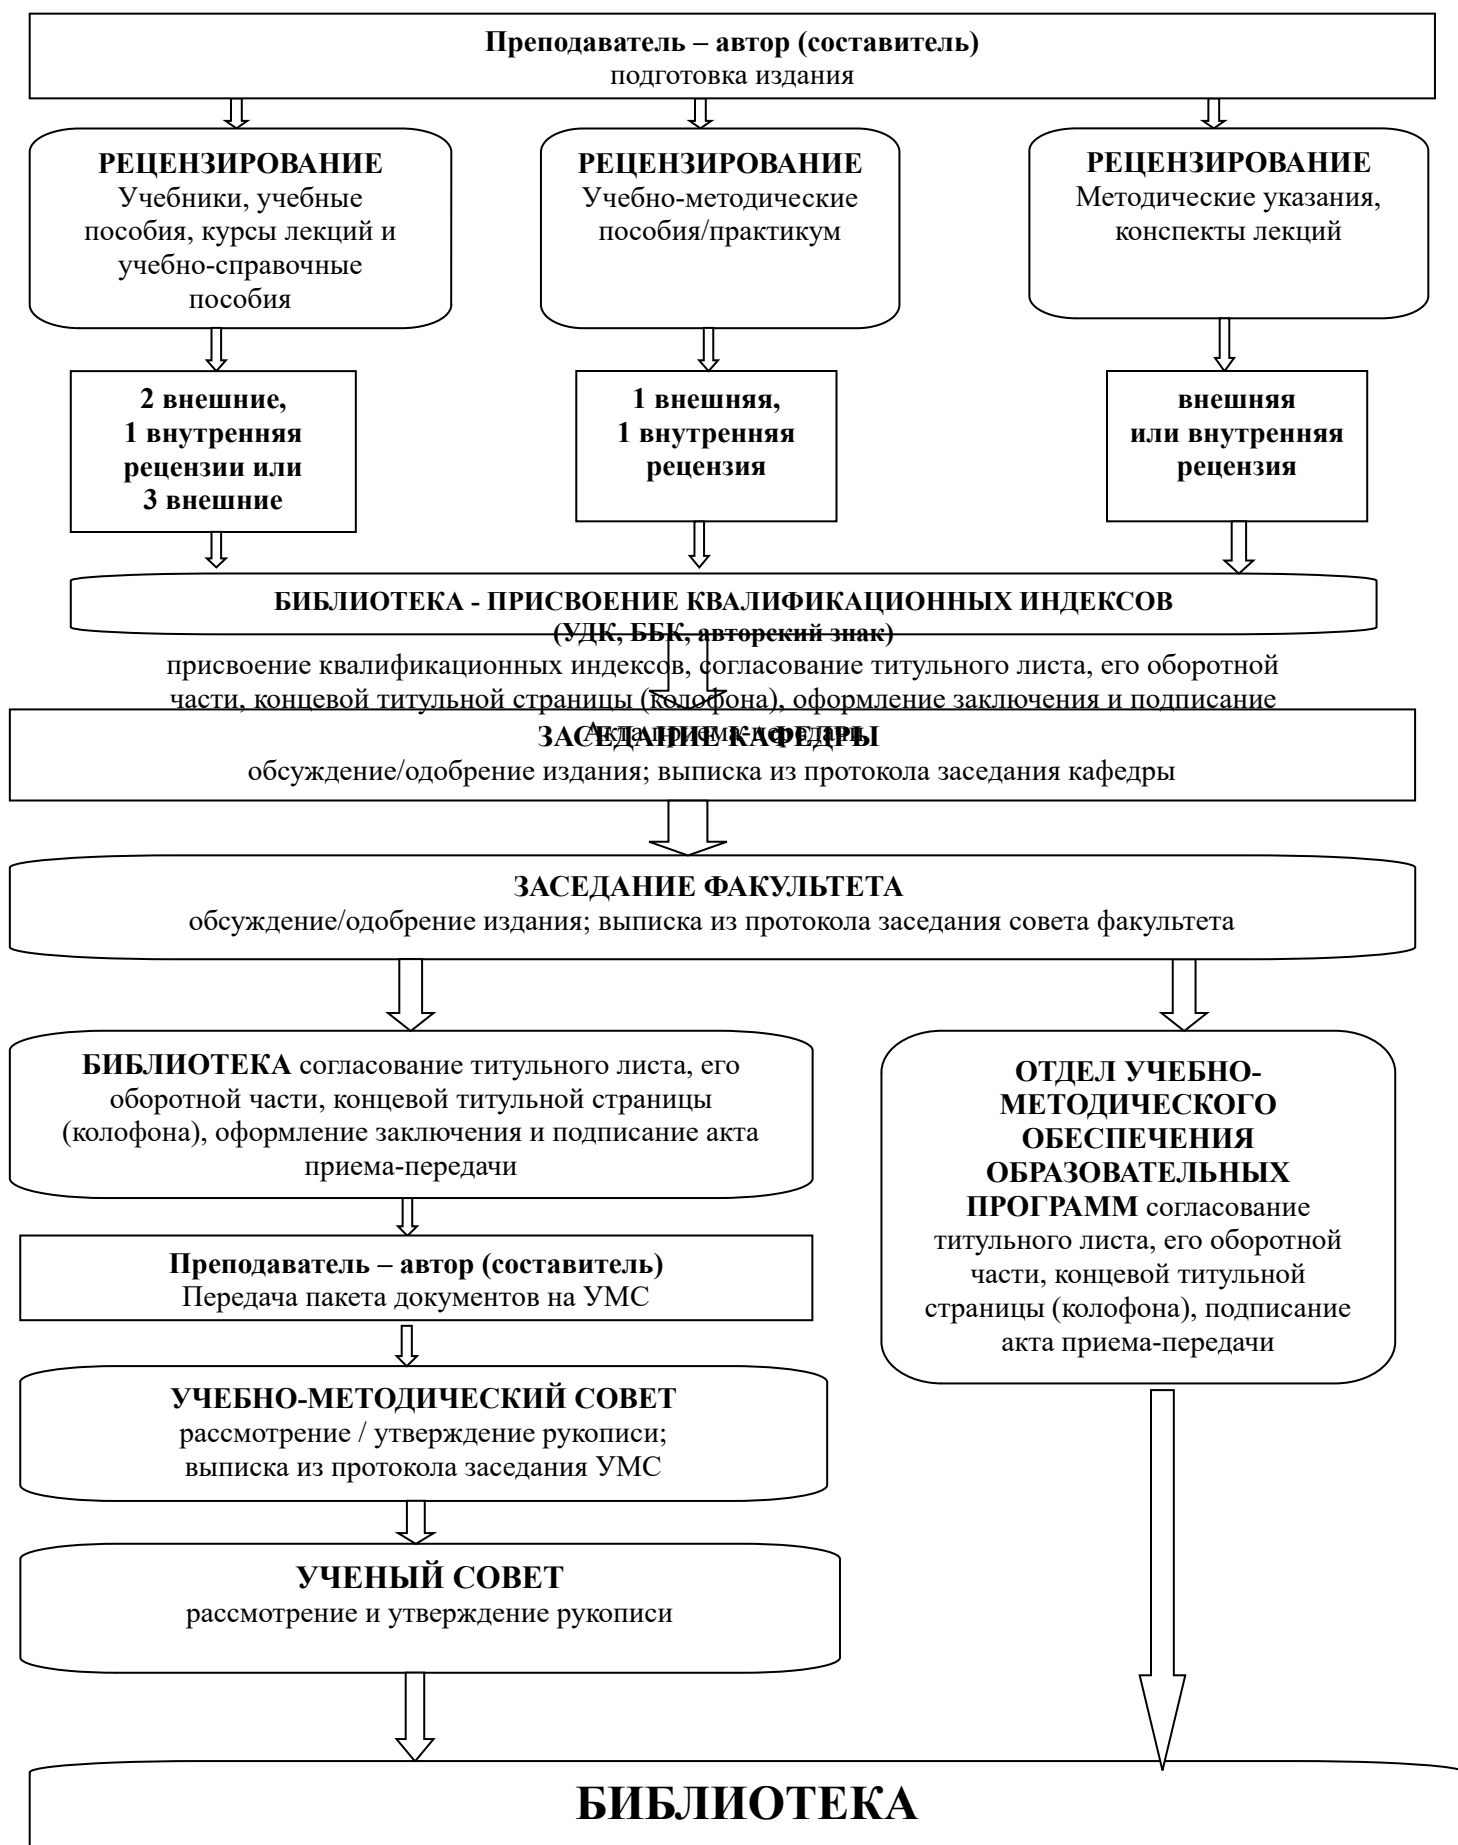 Преподаватель – автор (составитель)
подготовка издания
РЕЦЕНЗИРОВАНИЕ
Учебники, учебные
пособия, курсы лекций и
учебно-справочные
пособия
РЕЦЕНЗИРОВАНИЕ
Учебно-методические
пособия/практикум
РЕЦЕНЗИРОВАНИЕ
Методические указания,
конспекты лекций
2 внешние,
1 внутренняя
рецензии или
3 внешние
1 внешняя,
1 внутренняя
рецензия
внешняя
или внутренняя
рецензия
БИБЛИОТЕКА - ПРИСВОЕНИЕ КВАЛИФИКАЦИОННЫХ ИНДЕКСОВ
(УДК, ББК, авторский знак)
присвоение квалификационных индексов, согласование титульного листа, его оборотной
части, концевой титульной страницы (колофона), оформление заключения и подписание
Акта приема-передачи
ЗАСЕДАНИЕ КАФЕДРЫ
обсуждение/одобрение издания; выписка из протокола заседания кафедры
ЗАСЕДАНИЕ ФАКУЛЬТЕТА
обсуждение/одобрение издания; выписка из протокола заседания совета факультета
БИБЛИОТЕКА согласование титульного листа, его
оборотной части, концевой титульной страницы
(колофона), оформление заключения и подписание акта
приема-передачи
ОТДЕЛ УЧЕБНО-
МЕТОДИЧЕСКОГО
ОБЕСПЕЧЕНИЯ
ОБРАЗОВАТЕЛЬНЫХ
ПРОГРАММ согласование
титульного листа, его оборотной
части, концевой титульной
страницы (колофона), подписание
акта приема-передачи
Преподаватель – автор (составитель)
Передача пакета документов на УМС
УЧЕБНО-МЕТОДИЧЕСКИЙ СОВЕТ
рассмотрение / утверждение рукописи;
выписка из протокола заседания УМС
УЧЕНЫЙ СОВЕТ
рассмотрение и утверждение рукописи
БИБЛИОТЕКА